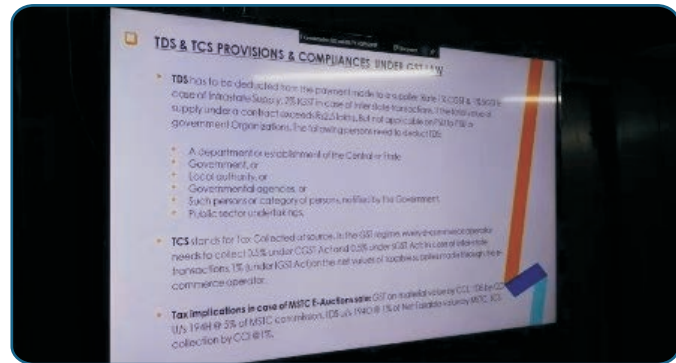 TDS & TCS PROVISIONS & COMPLIANCES UNDER GST LAW
TDS has to be deducted from the payment made to a supplier. Rate 1% CGST & 1% SGST in
case of Intrastate Supply, 2% IGST in case of Interstate transactions, if the total value of
supply under a contract exceeds Rs2.5 lakhs. But not applicable on PSU to PSU or
government Organizations. The following persons need to deduct TDS:
A department or establishment of the Central or State
Government, or
Local authority, or
Governmental agencies, or
Such persons or category of persons, notified by the Government.
Public sector undertakings.
TCS stands for Tax Collected at source. In the GST regime, every e-commerce operator
needs to collect 0.5% under CGST Act and 0.5% under SGST Act; In case of inter-state
transactions 1% (under IGST Act) on the net values of taxable supplies made through the e-
commerce operator.
Tax implications in case of MSTC E-Auctions sale: GST on material value by CCI, TDS by CCI
U/s 194H @ 5% of MSTC commission, TDS u/s 194O @ 1% of Net Taxable value by MSTC, TCS
collection by CCI @1%.